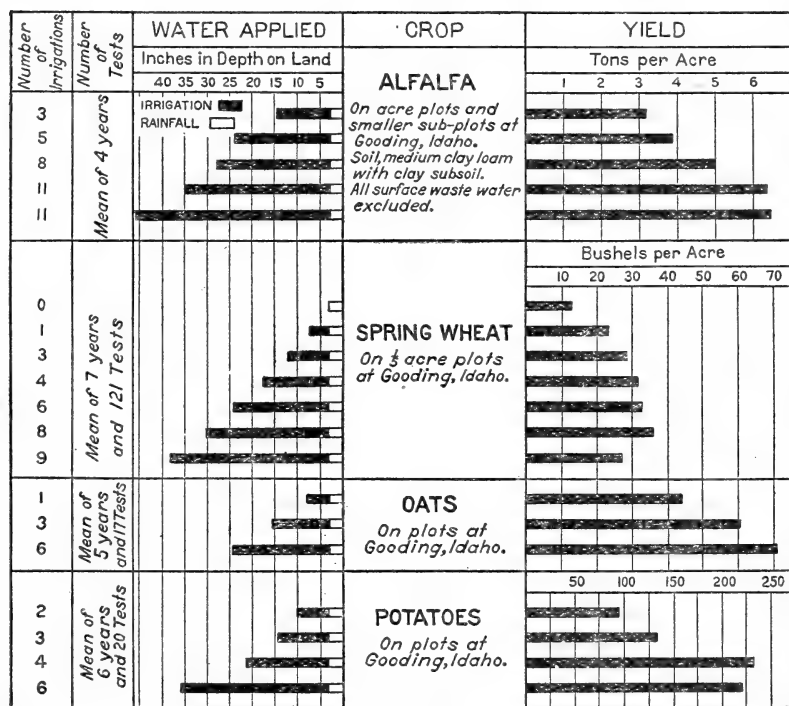 Number of Irrigations
Number of Tests
WATER APPLIED
CROP
YIELD
Inches in Depth on Land
40 35 30 25 20 15 10 5
IRRIGATION
RAINFALL
Mean of 4 years
3
5
8
11
11
ALFALFA
On acre plots and
smaller sub-plots at
Gooding, Idaho.
Soil, medium clay loam
with clay subsoil.
All surface waste water
excluded.
Tons per Acre
1 2 3 4 5 6
Bushels per Acre
10 20 30 40 50 60 70
Mean of 7 years
and 121 Tests
0
1
3
4
6
8
9
SPRING WHEAT
On ⅓ acre plots
at Gooding, Idaho.
Mean of
5 years
and 17 Tests
1
3
6
OATS
On plots at
Gooding, Idaho.
50 100 150 200 250
Mean of
6 years
and 20 Tests
2
3
4
6
POTATOES
On plots at
Gooding, Idaho.